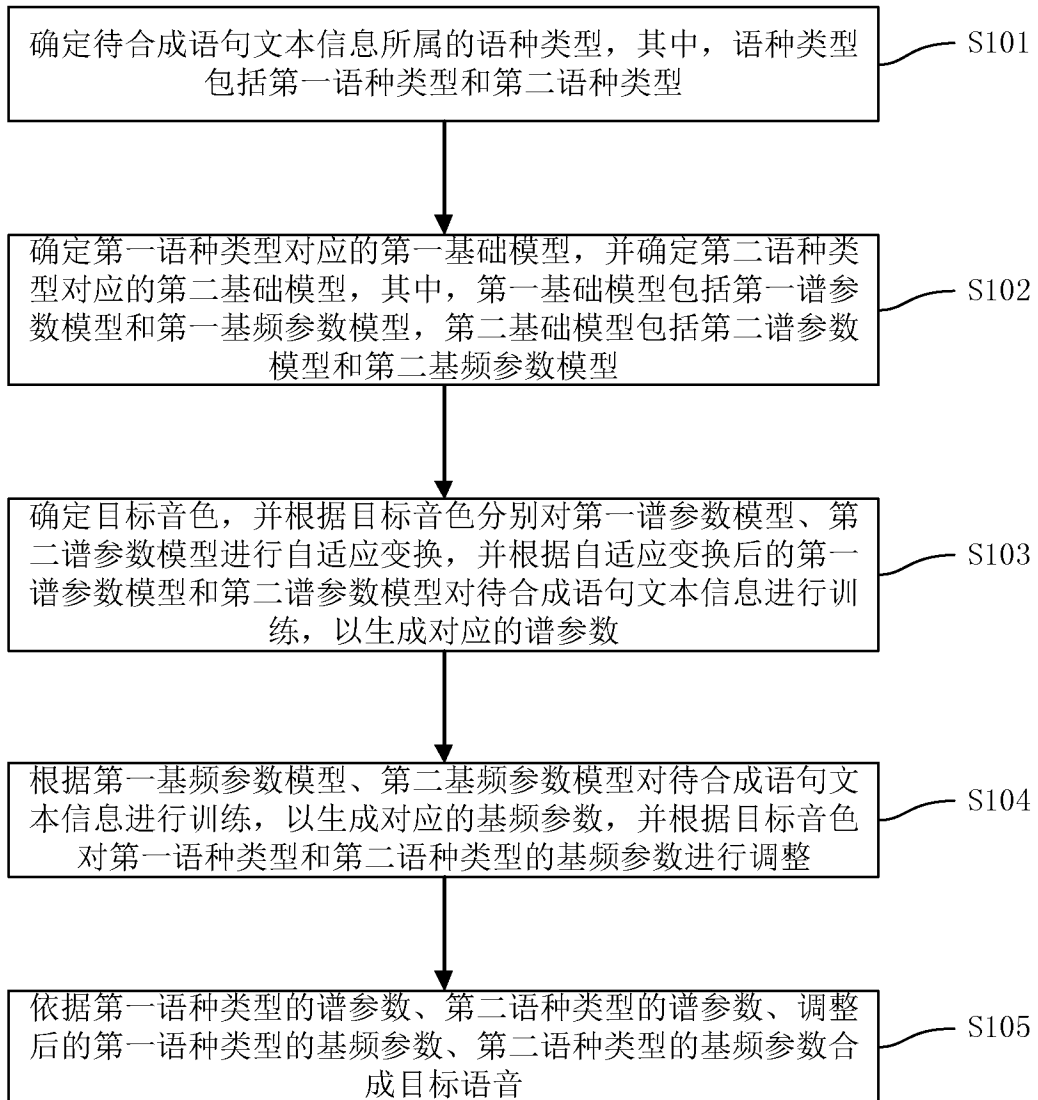 确定待合成语句文本信息所属的语种类型，其中，语种类型
包括第一语种类型和第二语种类型
S101
确定第一语种类型对应的第一基础模型，并确定第二语种类
型对应的第二基础模型，其中，第一基础模型包括第一谱参
数模型和第一基频参数模型，第二基础模型包括第二谱参数
模型和第二基频参数模型
S102
确定目标音色，并根据目标音色分别对第一谱参数模型、第
二谱参数模型进行自适应变换，并根据自适应变换后的第一
谱参数模型和第二谱参数模型对待合成语句文本信息进行训
练，以生成对应的谱参数
S103
根据第一基频参数模型、第二基频参数模型对待合成语句文
本信息进行训练，以生成对应的基频参数，并根据目标音色
对第一语种类型和第二语种类型的基频参数进行调整
S104
依据第一语种类型的谱参数、第二语种类型的谱参数、调整
后的第一语种类型的基频参数、第二语种类型的基频参数合
成目标语音
S105